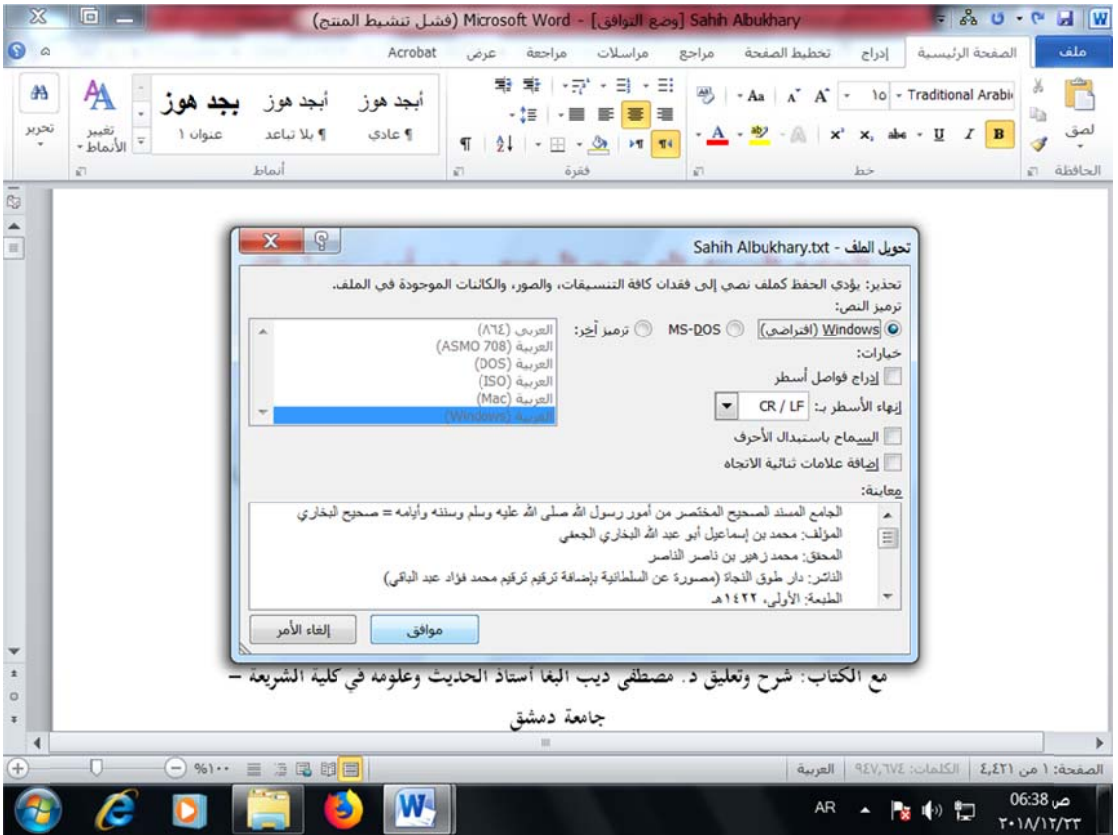 Sahih Albukhary [وضع التوافق] - Microsoft Word (فشل تنشيط المنتج)
ملف
الصفحة الرئيسية
إدراج
تخطيط الصفحة
مراجع
مراسلات
مراجعة
عرض
Acrobat
لصق
الحافظة
Traditional Arabi
١٥
Aa
B I U abc
خط
فقرة
أبجد هوز
¶ عادي
أبجد هوز
¶ بلا تباعد
بجد هوز
عنوان ١
تغيير
الأنماط
أنماط
تحرير
تحويل الملف - Sahih Albukhary.txt
تحذير: يؤدي الحفظ كملف نصي إلى فقدان كافة التنسيقات، والصور، والكائنات الموجودة في الملف.
ترميز النص:
Windows (افتراضي)
MS-DOS
ترميز آخر:
العربي (٨٦٤)
العربية (ASMO 708)
العربية (DOS)
العربية (ISO)
العربية (Mac)
العربية (Windows)
خيارات:
إدراج فواصل أسطر
إنهاء الأسطر بـ: CR / LF
السماح باستبدال الأحرف
إضافة علامات ثنائية الاتجاه
معاينة:
الجامع المسند الصحيح المختصر من أمور رسول الله صلى الله عليه وسلم وسننه وأيامه = صحيح البخاري
المؤلف: محمد بن إسماعيل أبو عبد الله البخاري الجعفي
المحقق: محمد زهير بن ناصر الناصر
الناشر: دار طوق النجاة (مصورة عن السلطانية بإضافة ترقيم ترقيم محمد فؤاد عبد الباقي)
الطبعة: الأولى، ١٤٢٢هـ
موافق
إلغاء الأمر
مع الكتاب: شرح وتعليق د. مصطفى ديب البغا أستاذ الحديث وعلومه في كلية الشريعة –
جامعة دمشق
الصفحة: ١ من ٤,٤٢١
الكلمات: ٩٤٧,٦٧٤
العربية
%١٠٠
AR
06:38 ص
٢٠١٨/١٢/٢٣